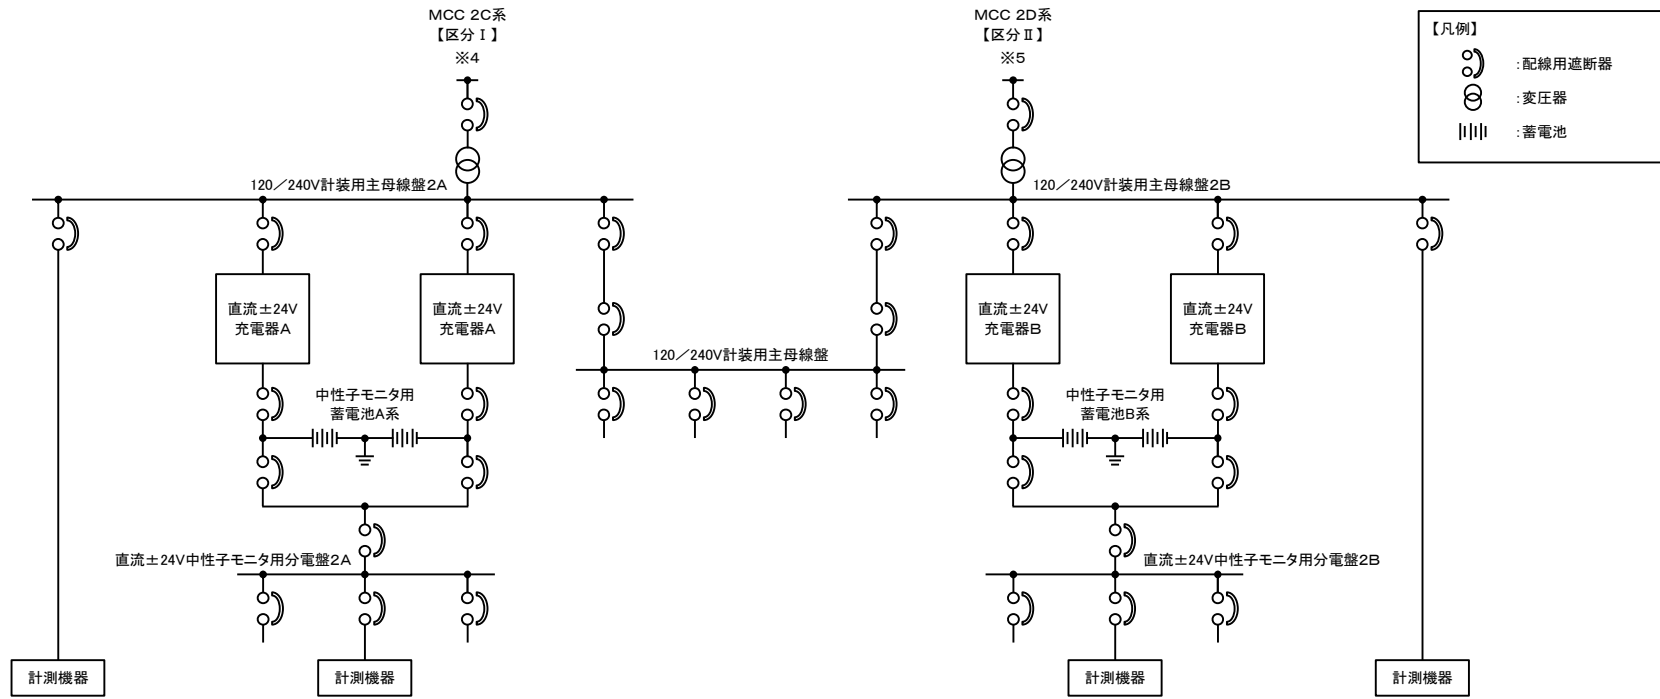 MCC 2C系
【区分Ⅰ】
※4
MCC 2D系
【区分Ⅱ】
※5
【凡例】
:配線用遮断器
:変圧器
:蓄電池
120/240V計装用主母線盤2A
120/240V計装用主母線盤2B
直流±24V
充電器A
直流±24V
充電器A
直流±24V
充電器B
直流±24V
充電器B
120/240V計装用主母線盤
中性子モニタ用
蓄電池A系
中性子モニタ用
蓄電池B系
直流±24V中性子モニタ用分電盤2A
直流±24V中性子モニタ用分電盤2B
計測機器
計測機器
計測機器
計測機器